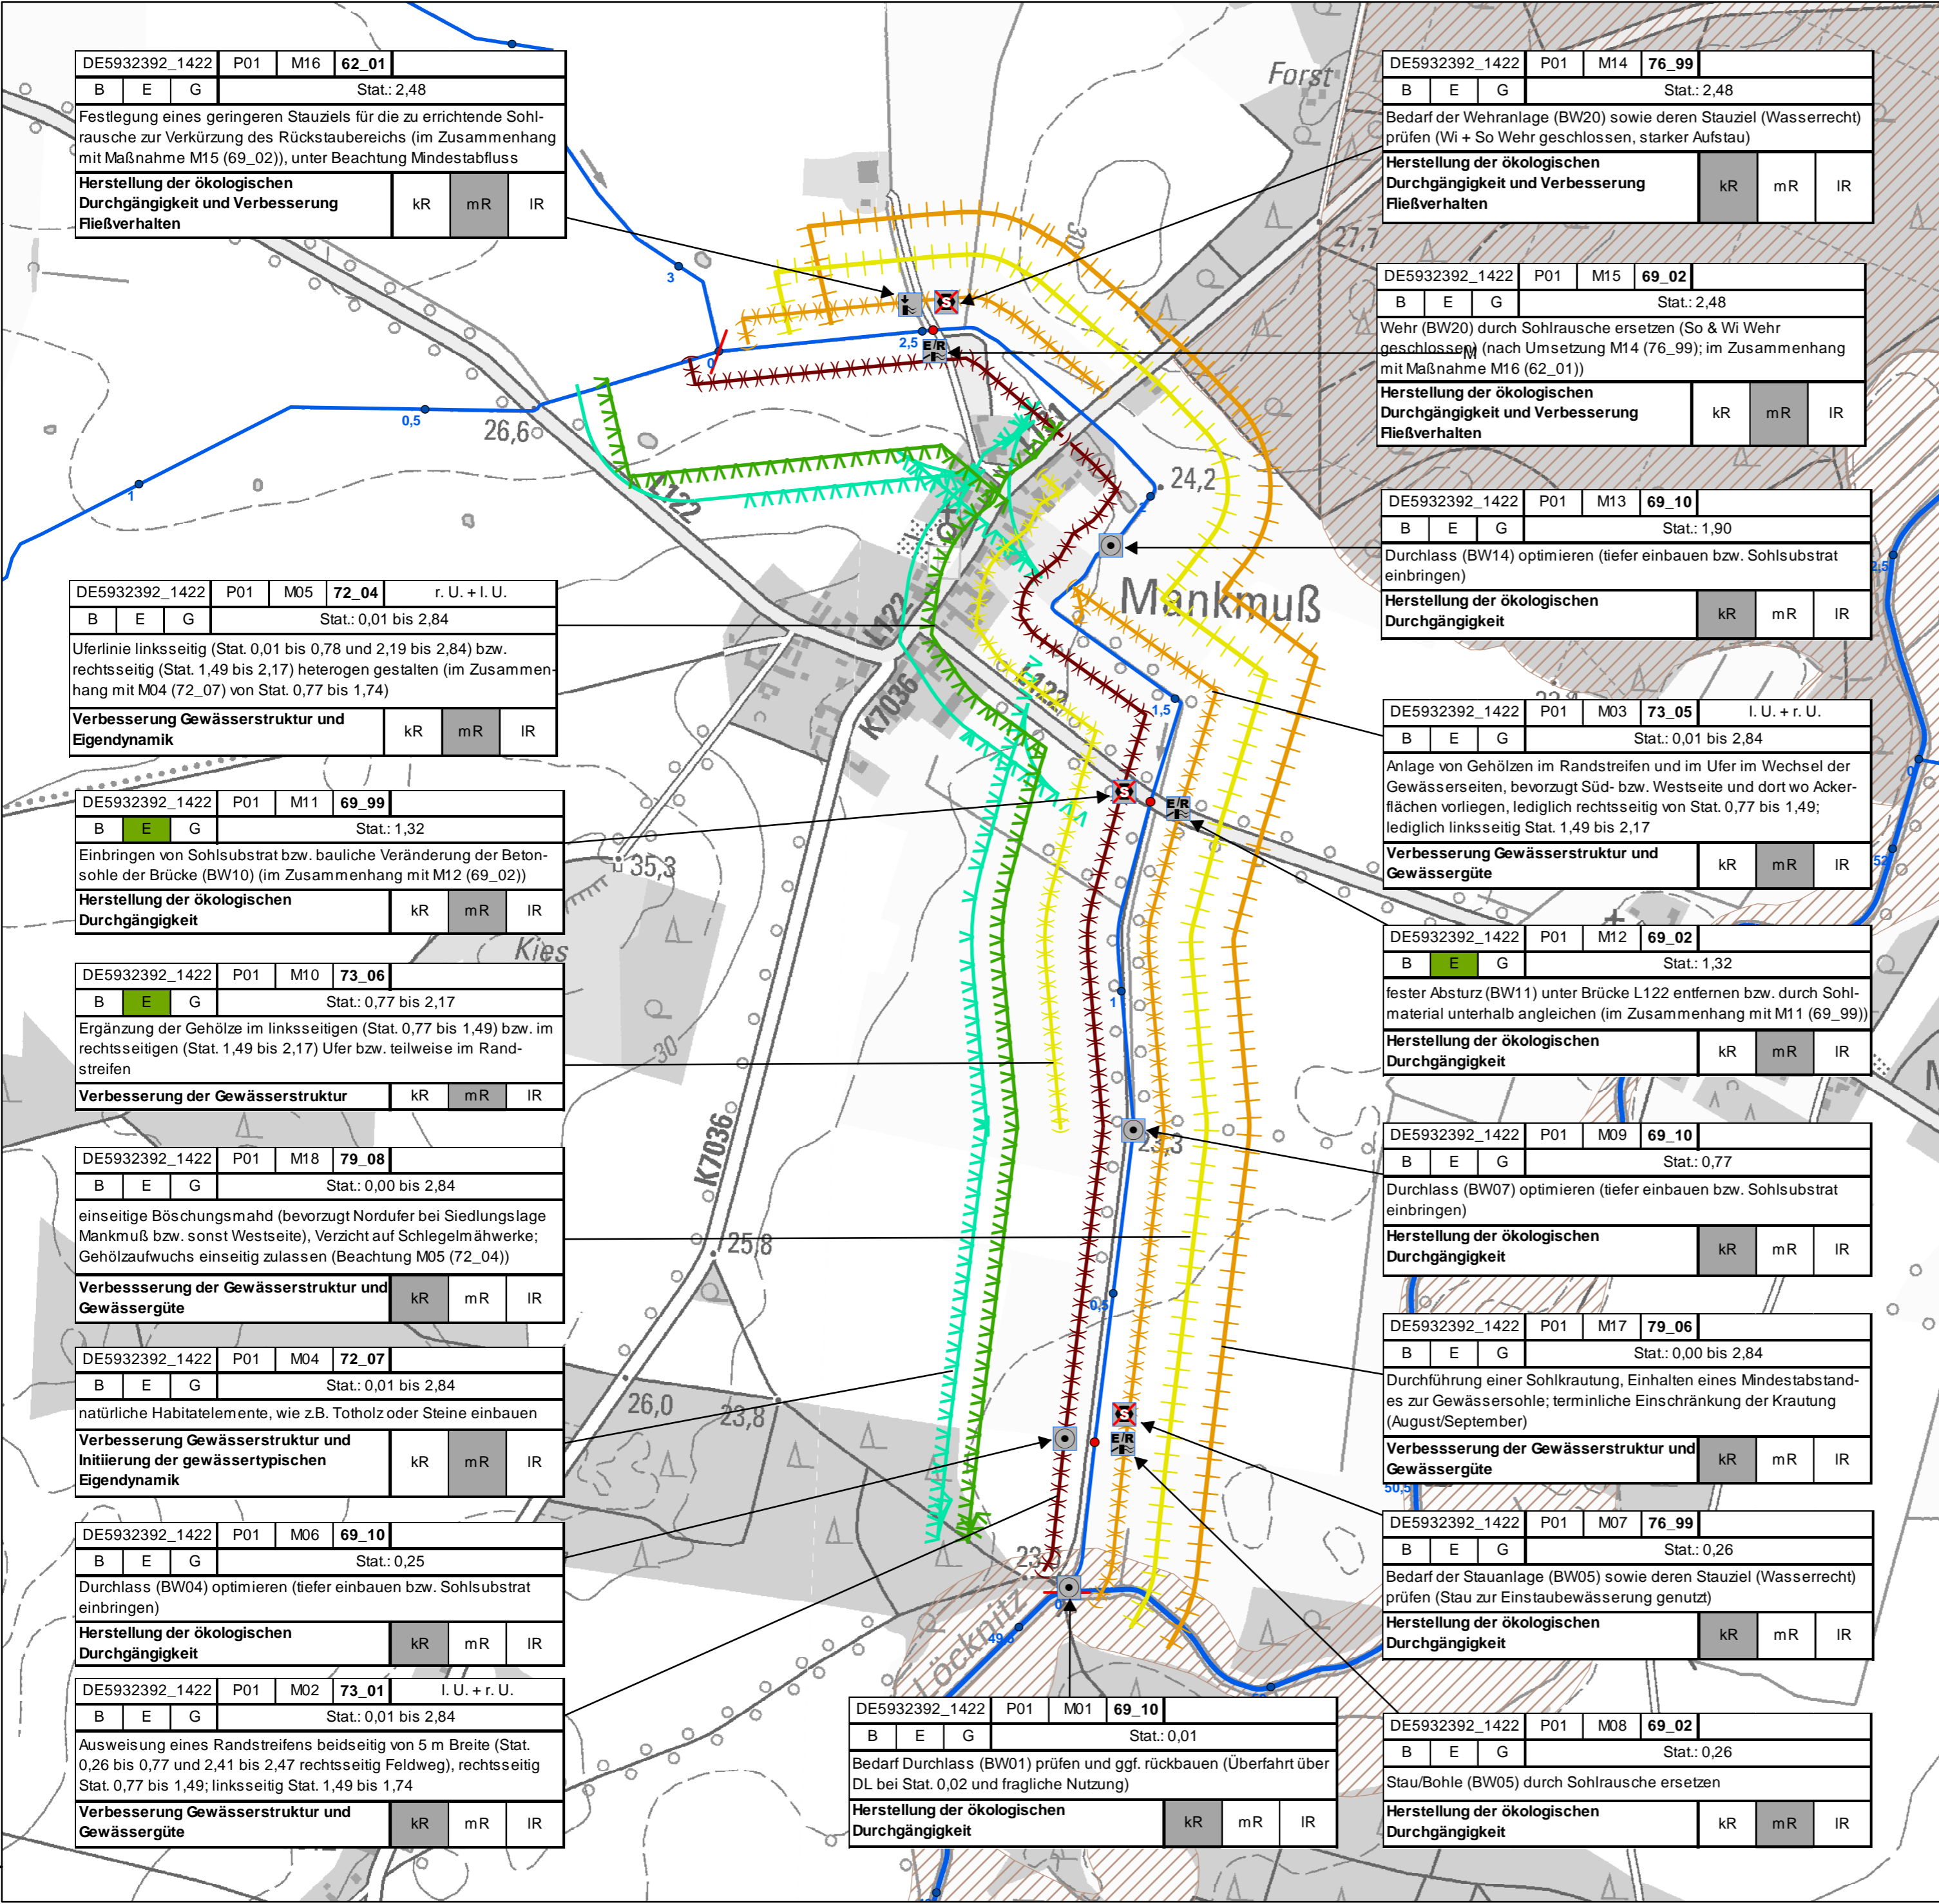 DE5932392_1422 P01 M16 62_01
B E G Stat.: 2,48
Festlegung eines geringeren Stauziels für die zu errichtende Sohl-
rausche zur Verkürzung des Rückstaubereichs (im Zusammenhang
mit Maßnahme M15 (69_02)), unter Beachtung Mindestabfluss
Herstellung der ökologischen
Durchgängigkeit und Verbesserung
Fließverhalten
kR mR lR
DE5932392_1422 P01 M05 72_04 r. U. + l. U.
B E G Stat.: 0,01 bis 2,84
Uferlinie linksseitig (Stat. 0,01 bis 0,78 und 2,19 bis 2,84) bzw.
rechtsseitig (Stat. 1,49 bis 2,17) heterogen gestalten (im Zusammen-
hang mit M04 (72_07) von Stat. 0,77 bis 1,74)
Verbesserung Gewässerstruktur und
Eigendynamik
kR mR lR
DE5932392_1422 P01 M11 69_99
B E G Stat.: 1,32
Einbringen von Sohlsubstrat bzw. bauliche Veränderung der Beton-
sohle der Brücke (BW10) (im Zusammenhang mit M12 (69_02))
Herstellung der ökologischen
Durchgängigkeit
kR mR lR
DE5932392_1422 P01 M10 73_06
B E G Stat.: 0,77 bis 2,17
Ergänzung der Gehölze im linksseitigen (Stat. 0,77 bis 1,49) bzw. im
rechtsseitigen (Stat. 1,49 bis 2,17) Ufer bzw. teilweise im Rand-
streifen
Verbesserung der Gewässerstruktur
kR mR lR
DE5932392_1422 P01 M18 79_08
B E G Stat.: 0,00 bis 2,84
einseitige Böschungsmahd (bevorzugt Nordufer bei Siedlungslage
Mankmuß bzw. sonst Westseite), Verzicht auf Schlegelmähwerke;
Gehölzaufwuchs einseitig zulassen (Beachtung M05 (72_04))
Verbessserung der Gewässerstruktur und
Gewässergüte
kR mR lR
DE5932392_1422 P01 M04 72_07
B E G Stat.: 0,01 bis 2,84
natürliche Habitatelemente, wie z.B. Totholz oder Steine einbauen
Verbesserung Gewässerstruktur und
Initiierung der gewässertypischen
Eigendynamik
kR mR lR
DE5932392_1422 P01 M06 69_10
B E G Stat.: 0,25
Durchlass (BW04) optimieren (tiefer einbauen bzw. Sohlsubstrat
einbringen)
Herstellung der ökologischen
Durchgängigkeit
kR mR lR
DE5932392_1422 P01 M02 73_01 l. U. + r. U.
B E G Stat.: 0,01 bis 2,84
Ausweisung eines Randstreifens beidseitig von 5 m Breite (Stat.
0,26 bis 0,77 und 2,41 bis 2,47 rechtsseitig Feldweg), rechtsseitig
Stat. 0,77 bis 1,49; linksseitig Stat. 1,49 bis 1,74
Verbesserung Gewässerstruktur und
Gewässergüte
kR mR lR
DE5932392_1422 P01 M01 69_10
B E G Stat.: 0,01
Bedarf Durchlass (BW01) prüfen und ggf. rückbauen (Überfahrt über
DL bei Stat. 0,02 und fragliche Nutzung)
Herstellung der ökologischen
Durchgängigkeit
kR mR lR
DE5932392_1422 P01 M14 76_99
B E G Stat.: 2,48
Bedarf der Wehranlage (BW20) sowie deren Stauziel (Wasserrecht)
prüfen (Wi + So Wehr geschlossen, starker Aufstau)
Herstellung der ökologischen
Durchgängigkeit und Verbesserung
Fließverhalten
kR mR lR
DE5932392_1422 P01 M15 69_02
B E G Stat.: 2,48
Wehr (BW20) durch Sohlrausche ersetzen (So & Wi Wehr
geschlossen) (nach Umsetzung M14 (76_99); im Zusammenhang
mit Maßnahme M16 (62_01))
M
Herstellung der ökologischen
Durchgängigkeit und Verbesserung
Fließverhalten
kR mR lR
DE5932392_1422 P01 M13 69_10
B E G Stat.: 1,90
Durchlass (BW14) optimieren (tiefer einbauen bzw. Sohlsubstrat
einbringen)
Herstellung der ökologischen
Durchgängigkeit
kR mR lR
DE5932392_1422 P01 M03 73_05 l. U. + r. U.
B E G Stat.: 0,01 bis 2,84
Anlage von Gehölzen im Randstreifen und im Ufer im Wechsel der
Gewässerseiten, bevorzugt Süd- bzw. Westseite und dort wo Acker-
flächen vorliegen, lediglich rechtsseitig von Stat. 0,77 bis 1,49;
lediglich linksseitig Stat. 1,49 bis 2,17
Verbesserung Gewässerstruktur und
Gewässergüte
kR mR lR
DE5932392_1422 P01 M12 69_02
B E G Stat.: 1,32
fester Absturz (BW11) unter Brücke L122 entfernen bzw. durch Sohl-
material unterhalb angleichen (im Zusammenhang mit M11 (69_99))
Herstellung der ökologischen
Durchgängigkeit
kR mR lR
DE5932392_1422 P01 M09 69_10
B E G Stat.: 0,77
Durchlass (BW07) optimieren (tiefer einbauen bzw. Sohlsubstrat
einbringen)
Herstellung der ökologischen
Durchgängigkeit
kR mR lR
DE5932392_1422 P01 M17 79_06
B E G Stat.: 0,00 bis 2,84
Durchführung einer Sohlkrautung, Einhalten eines Mindestabstand-
es zur Gewässersohle; terminliche Einschränkung der Krautung
(August/September)
Verbessserung der Gewässerstruktur und
Gewässergüte
kR mR lR
DE5932392_1422 P01 M07 76_99
B E G Stat.: 0,26
Bedarf der Stauanlage (BW05) sowie deren Stauziel (Wasserrecht)
prüfen (Stau zur Einstaubewässerung genutzt)
Herstellung der ökologischen
Durchgängigkeit
kR mR lR
DE5932392_1422 P01 M08 69_02
B E G Stat.: 0,26
Stau/Bohle (BW05) durch Sohlrausche ersetzen
Herstellung der ökologischen
Durchgängigkeit
kR mR lR
Forst
30
27,7
3
S
2,5
E/R
0
0,5
26,6
1
L122
24,2
2
Mankmuß
L122
K7036
L122
1,5
S
E/R
35,3
Kies
30
1
K7036
25,8
0,5
26,0
23,8
S
E/R
50,5
0
49,5
Löcknitz
52